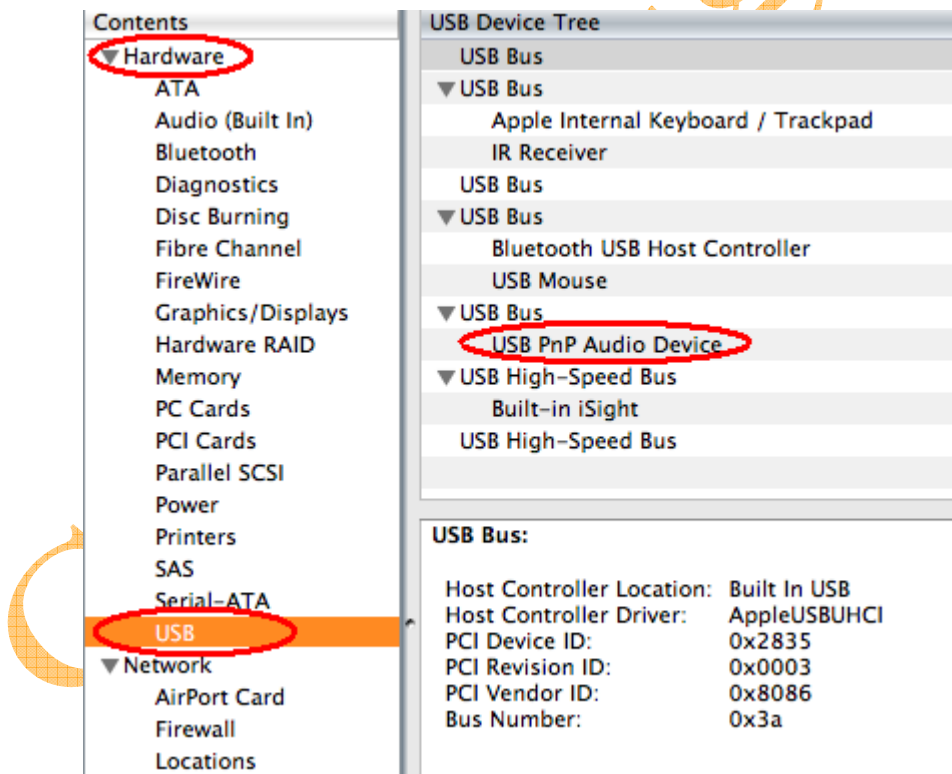 Contents
Hardware
ATA
Audio (Built In)
Bluetooth
Diagnostics
Disc Burning
Fibre Channel
FireWire
Graphics/Displays
Hardware RAID
Memory
PC Cards
PCI Cards
Parallel SCSI
Power
Printers
SAS
Serial-ATA
USB
Network
AirPort Card
Firewall
Locations
USB Device Tree
USB Bus
USB Bus
Apple Internal Keyboard / Trackpad
IR Receiver
USB Bus
USB Bus
Bluetooth USB Host Controller
USB Mouse
USB Bus
USB PnP Audio Device
USB High-Speed Bus
Built-in iSight
USB High-Speed Bus
USB Bus:
Host Controller Location: Built In USB
Host Controller Driver: AppleUSBUHCI
PCI Device ID: 0x2835
PCI Revision ID: 0x0003
PCI Vendor ID: 0x8086
Bus Number: 0x3a